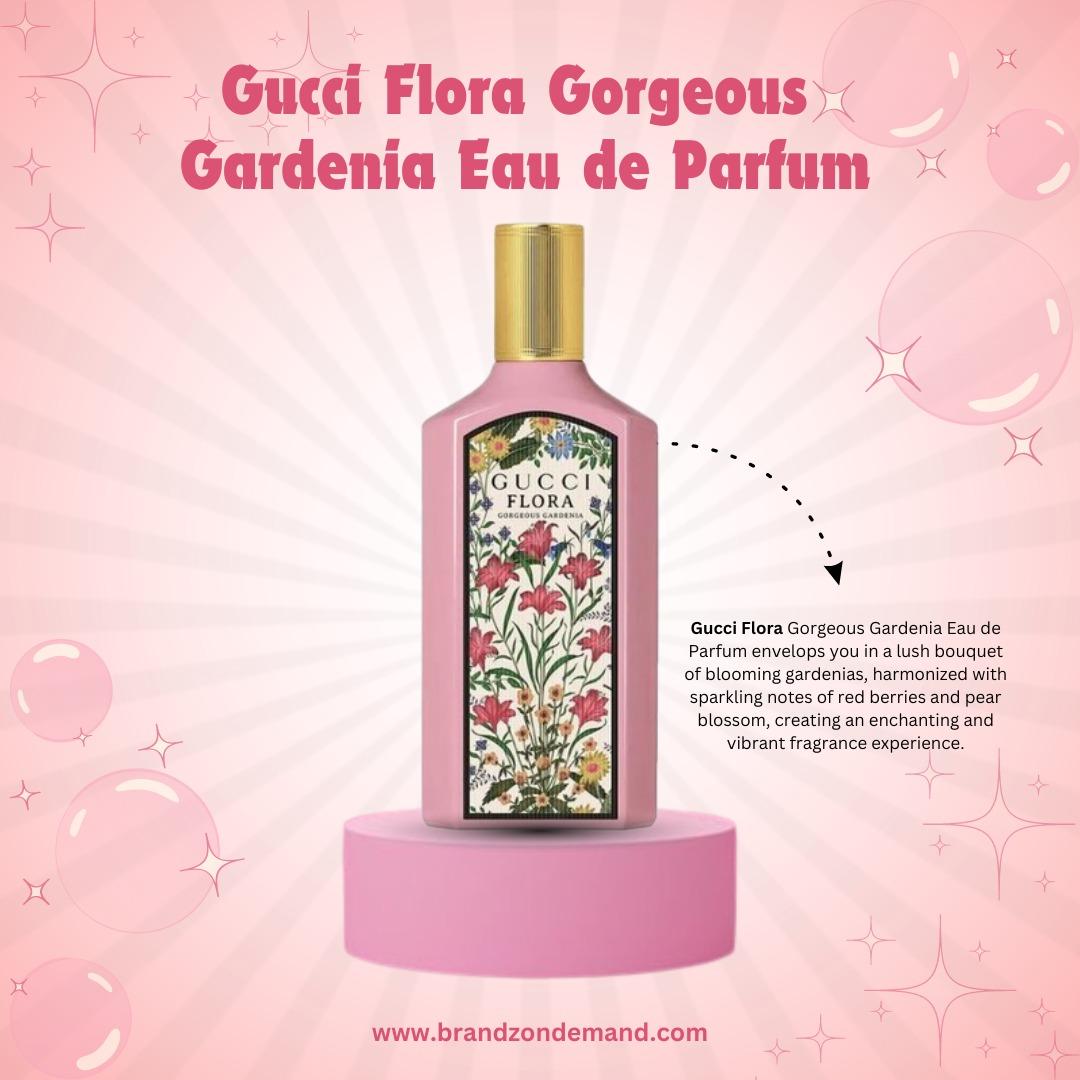 Gucci Flora Gorgeous
Gardenia Eau de Parfum
GUCCI
FLORA
GORGEOUS GARDENIA
Gucci Flora Gorgeous Gardenia Eau de
Parfum envelops you in a lush bouquet
of blooming gardenias, harmonized with
sparkling notes of red berries and pear
blossom, creating an enchanting and
vibrant fragrance experience.
www.brandzondemand.com